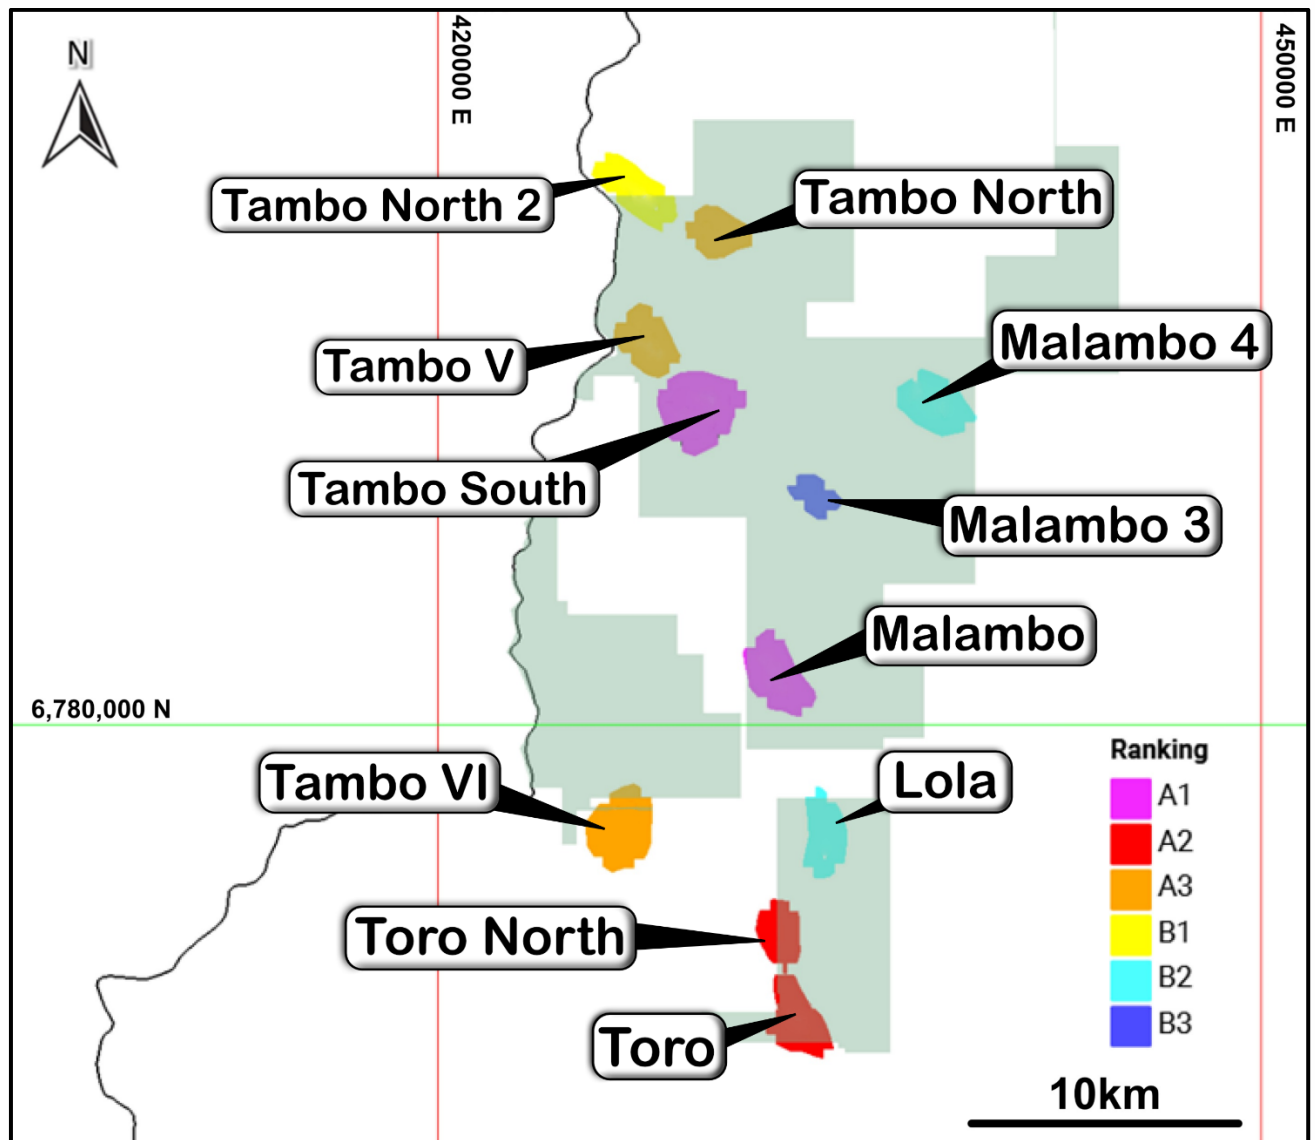 N
420000 E
450000 E
Tambo North 2
Tambo North
Tambo V
Malambo 4
Tambo South
Malambo 3
Malambo
6,780,000 N
Tambo VI
Lola
Toro North
Toro
Ranking
A1
A2
A3
B1
B2
B3
10km